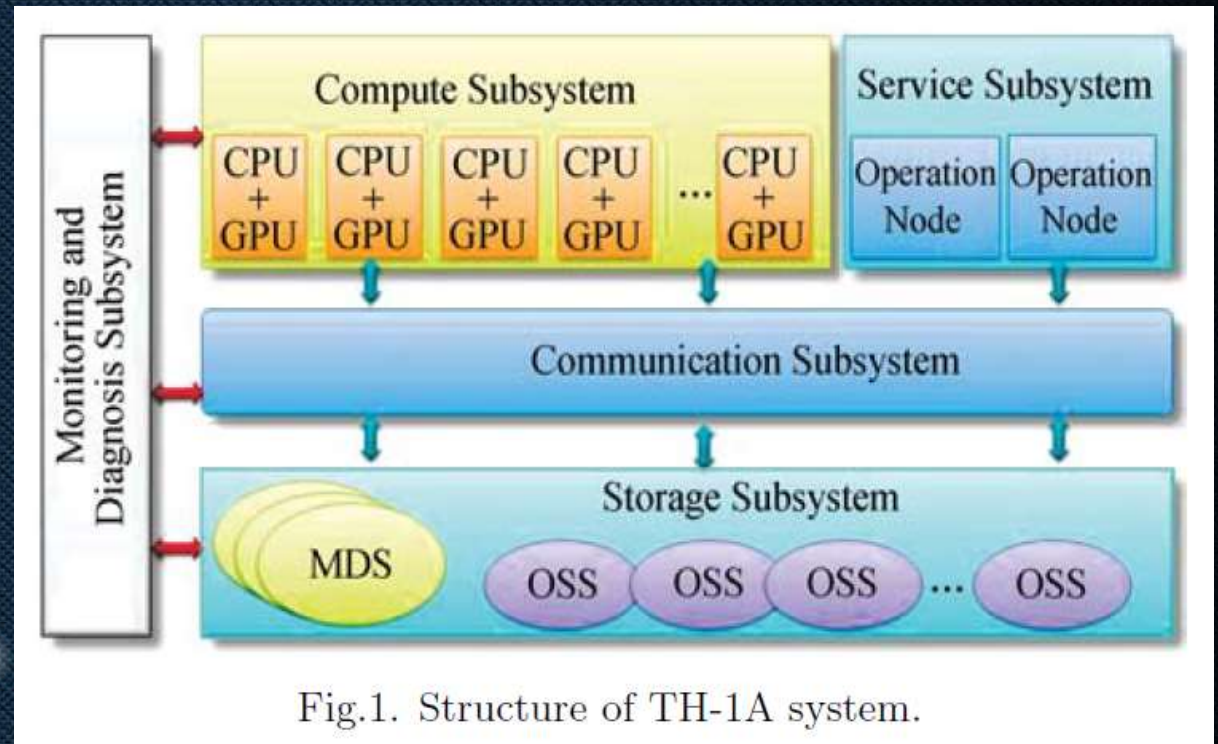 Monitoring and
Diagnosis Subsystem
Compute Subsystem
CPU
+
GPU
CPU
+
GPU
CPU
+
GPU
CPU
+
GPU
...
CPU
+
GPU
Service Subsystem
Operation
Node
Operation
Node
Communication Subsystem
Storage Subsystem
MDS
OSS
OSS
OSS
...
OSS
Fig.1. Structure of TH-1A system.